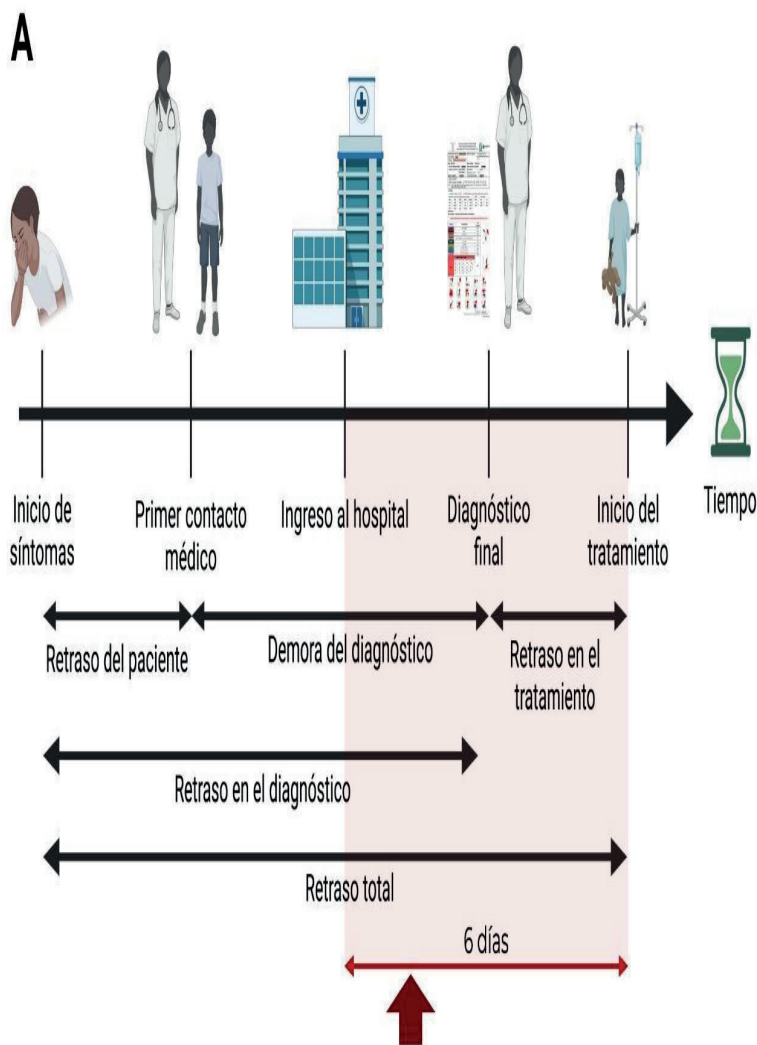 A
Inicio de
síntomas
Primer contacto
médico
Ingreso al hospital
Diagnóstico
final
Inicio del
tratamiento
Tiempo
Retraso del paciente
Demora del diagnóstico
Retraso en el
tratamiento
Retraso en el diagnóstico
Retraso total
6 días